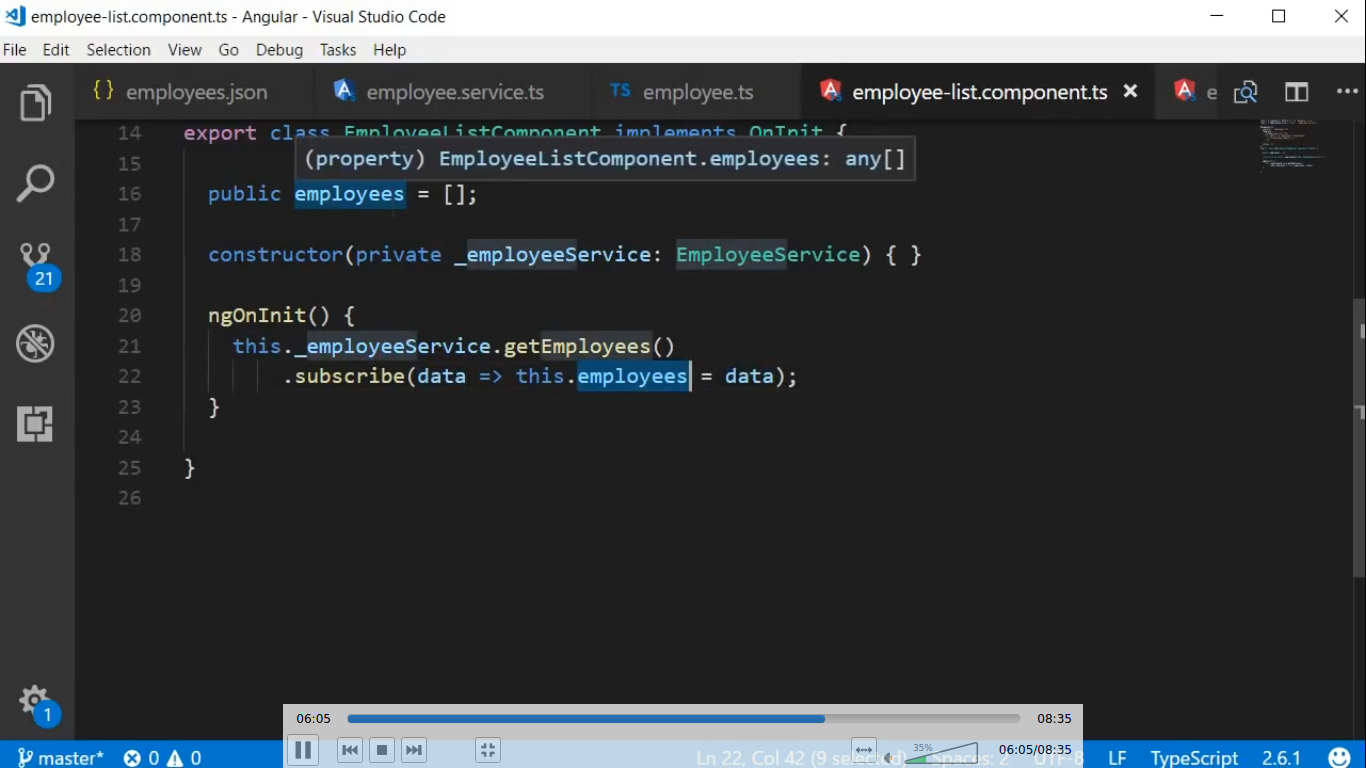 employee-list.component.ts - Angular - Visual Studio Code
File Edit Selection View Go Debug Tasks Help
{} employees.json employee.service.ts TS employee.ts employee-list.component.ts × e
14 export class EmployeeListComponent implements OnInit {
15 (property) EmployeeListComponent.employees: any[]
16 public employees = [];
17
18 constructor(private _employeeService: EmployeeService) { }
19
20 ngOnInit() {
21 this._employeeService.getEmployees()
22 .subscribe(data => this.employees = data);
23 }
24
25 }
26
21
1
06:05 08:35
35% 06:05/08:35
master* 0 0 Ln 22, Col 42 (9 selected) Spaces: 2 UTF-8 LF TypeScript 2.6.1